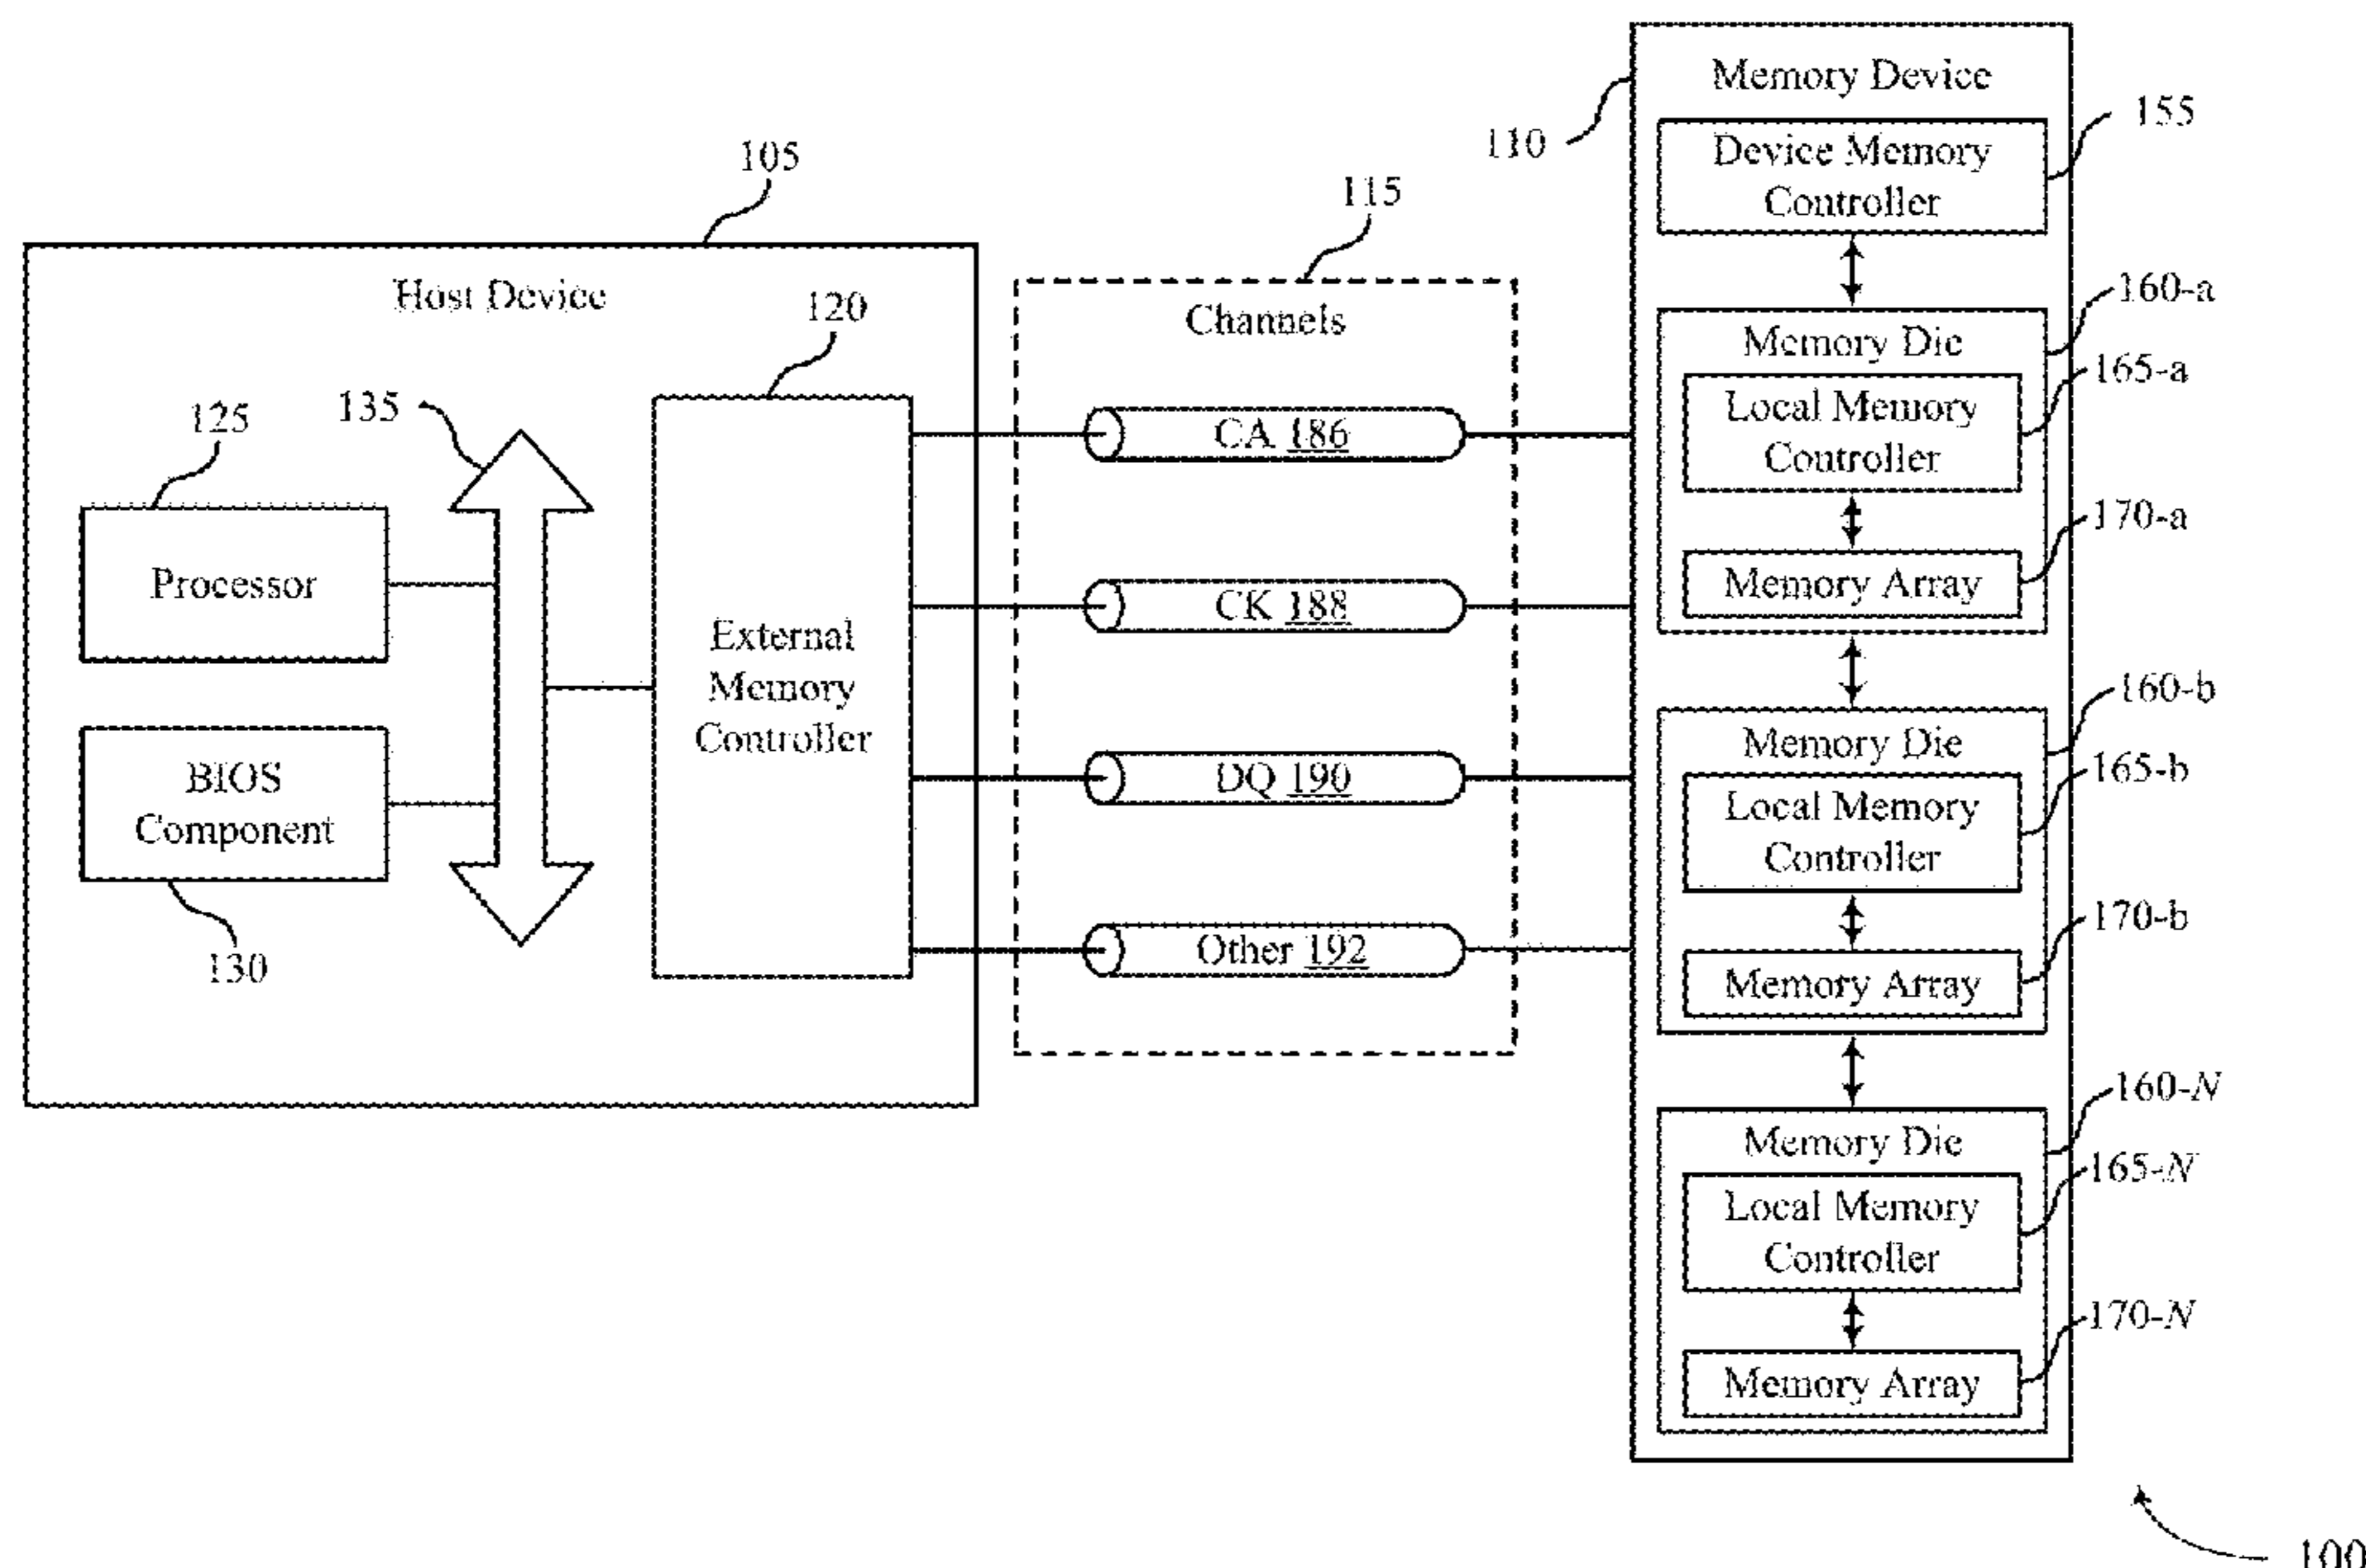 105
Host Device
120
135
125
Processor
External
Memory
Controller
BIOS
Component
130
115
Channels
CA 186
CK 188
DQ 190
Other 192
110
Memory Device
155
Device Memory
Controller
160-a
Memory Die
165-a
Local Memory
Controller
170-a
Memory Array
160-b
Memory Die
165-b
Local Memory
Controller
170-b
Memory Array
160-N
Memory Die
165-N
Local Memory
Controller
170-N
Memory Array
100